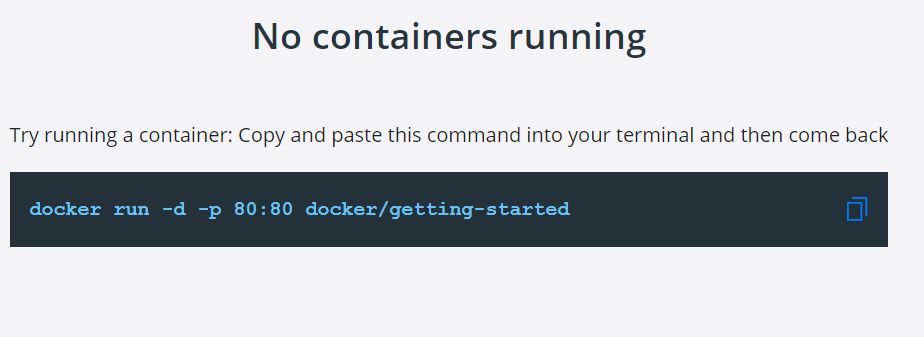 No containers running
Try running a container: Copy and paste this command into your terminal and then come back
docker run -d -p 80:80 docker/getting-started